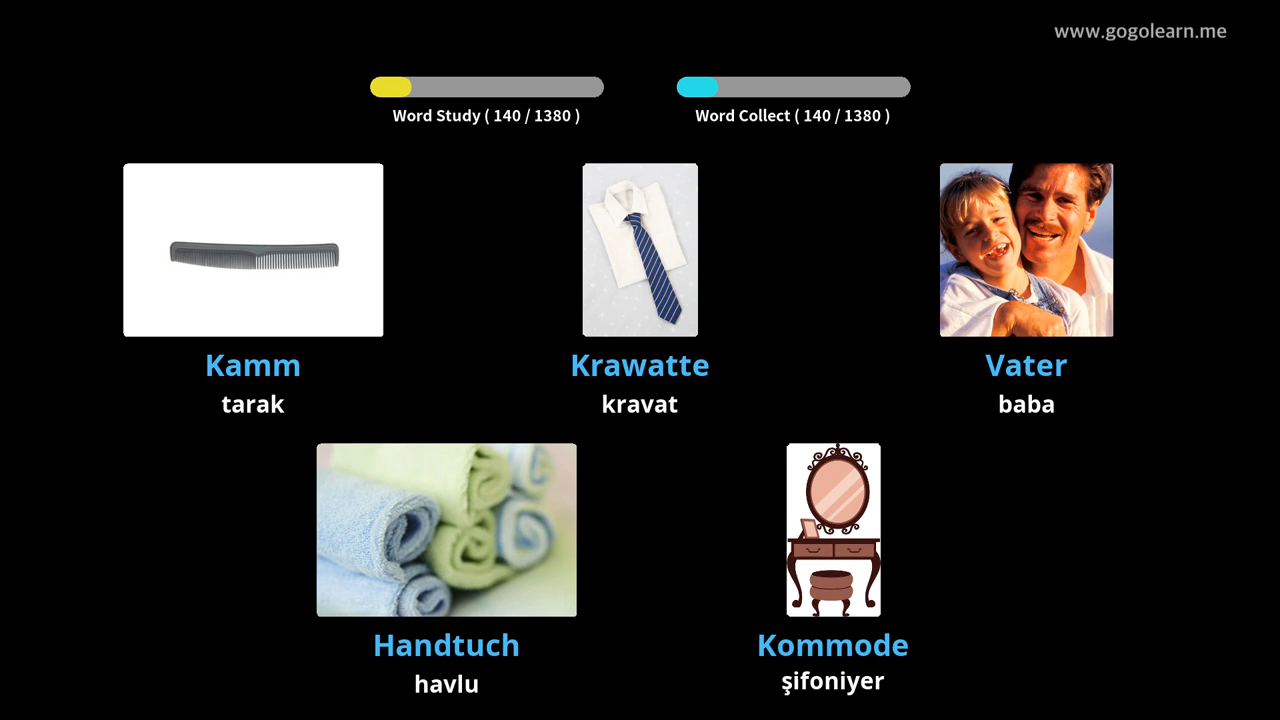 www.gogolearn.me
Word Study ( 140 / 1380 )
Word Collect ( 140 / 1380 )
Kamm
tarak
Krawatte
kravat
Vater
baba
Handtuch
havlu
Kommode
şifoniyer